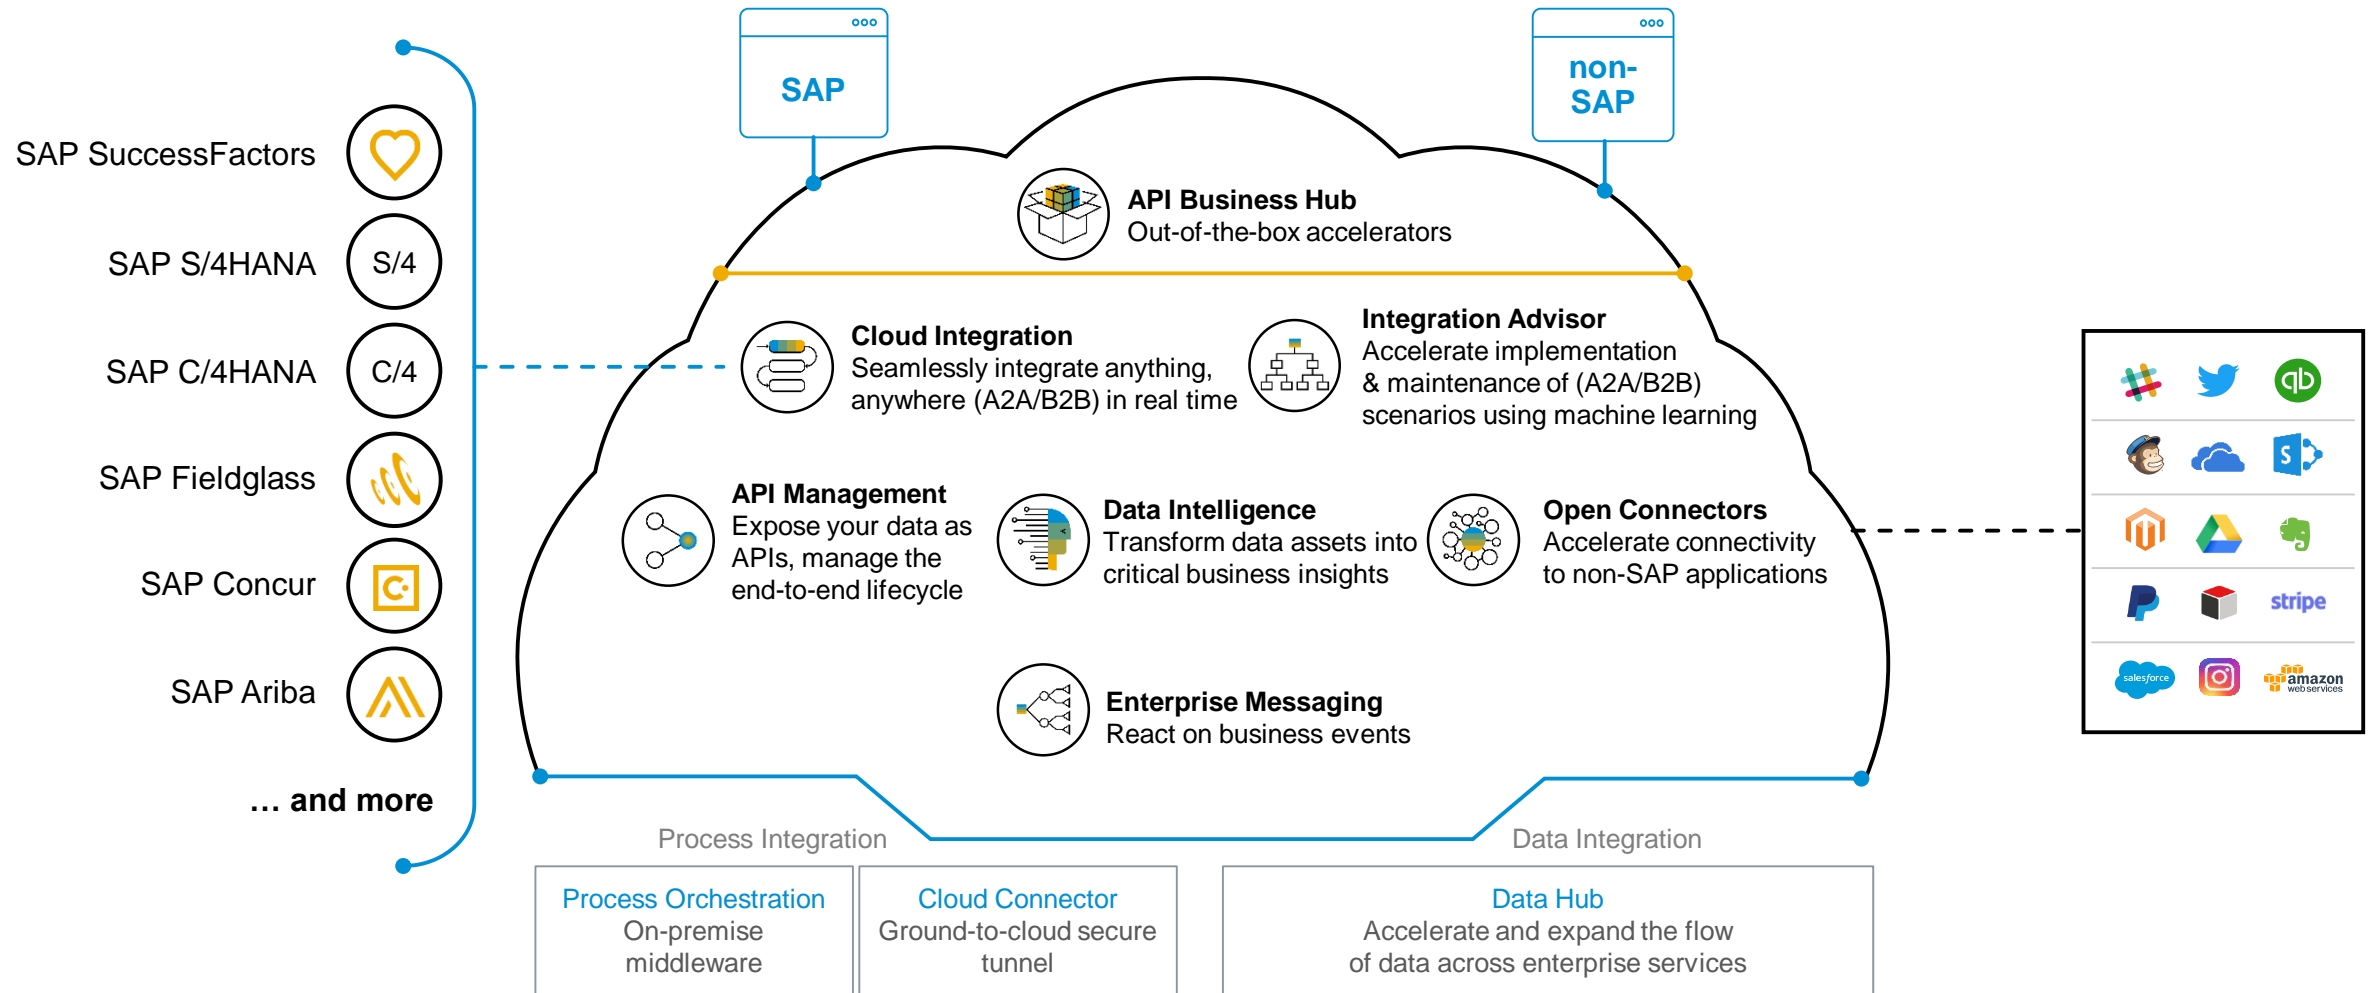 SAP
non-
SAP
SAP SuccessFactors
SAP S/4HANA
S/4
SAP C/4HANA
C/4
SAP Fieldglass
SAP Concur
SAP Ariba
… and more
API Business Hub
Out-of-the-box accelerators
Cloud Integration
Seamlessly integrate anything,
anywhere (A2A/B2B) in real time
Integration Advisor
Accelerate implementation
& maintenance of (A2A/B2B)
scenarios using machine learning
API Management
Expose your data as
APIs, manage the
end-to-end lifecycle
Data Intelligence
Transform data assets into
critical business insights
Open Connectors
Accelerate connectivity
to non-SAP applications
Enterprise Messaging
React on business events
qb
S
stripe
salesforce
amazon
webservices
Process Integration
Data Integration
Process Orchestration
On-premise
middleware
Cloud Connector
Ground-to-cloud secure
tunnel
Data Hub
Accelerate and expand the flow
of data across enterprise services